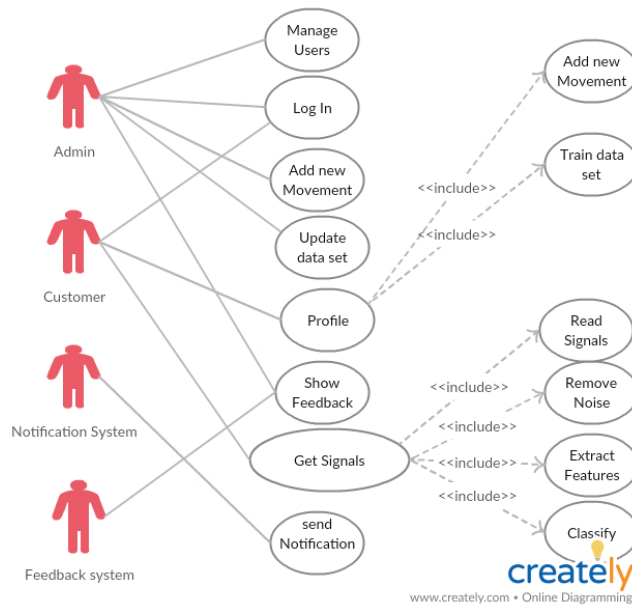 Manage
Users
Add new
Movement
Log In
Admin
Train data
set
Add new
Movement
<<include>>
Update
data set
<<include>>
Customer
Profile
Read
Signals
Show
Feedback
<<include>>
Remove
Noise
Notification System
<<include>>
Get Signals
<<include>>
Extract
Features
<<include>>
send
Notification
Classify
Feedback system
creately
www.creately.com • Online Diagramming